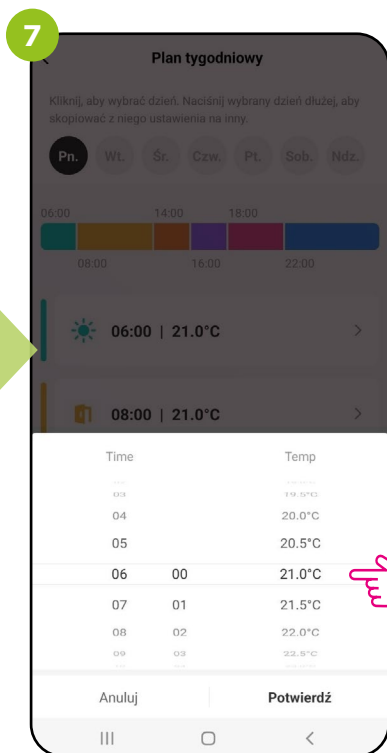 7
Plan tygodniowy
Kliknij, aby wybrać dzień. Naciśnij wybrany dzień dłużej, aby
skopiować z niego ustawienia na inny.
Pn. Wt. Śr. Czw. Pt. Sob. Ndz.
06:00 14:00 18:00
08:00 16:00 22:00
06:00 | 21.0°C
08:00 | 21.0°C
Time Temp
03 19.5°C
04 20.0°C
05 20.5°C
06 00 21.0°C
07 01 21.5°C
08 02 22.0°C
09 03 22.5°C
Anuluj Potwierdź